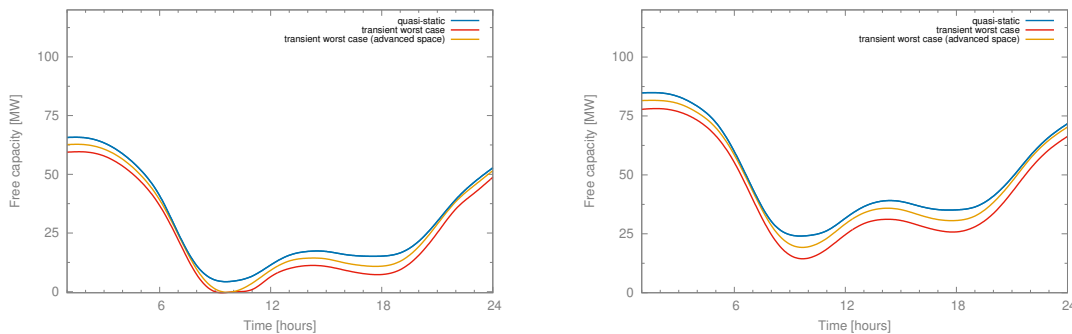 quasi-static
transient worst case
transient worst case (advanced space)
100
75
50
25
0
Free capacity [MW]
6
12
18
24
Time [hours]
quasi-static
transient worst case
transient worst case (advanced space)
100
75
50
25
0
Free capacity [MW]
6
12
18
24
Time [hours]